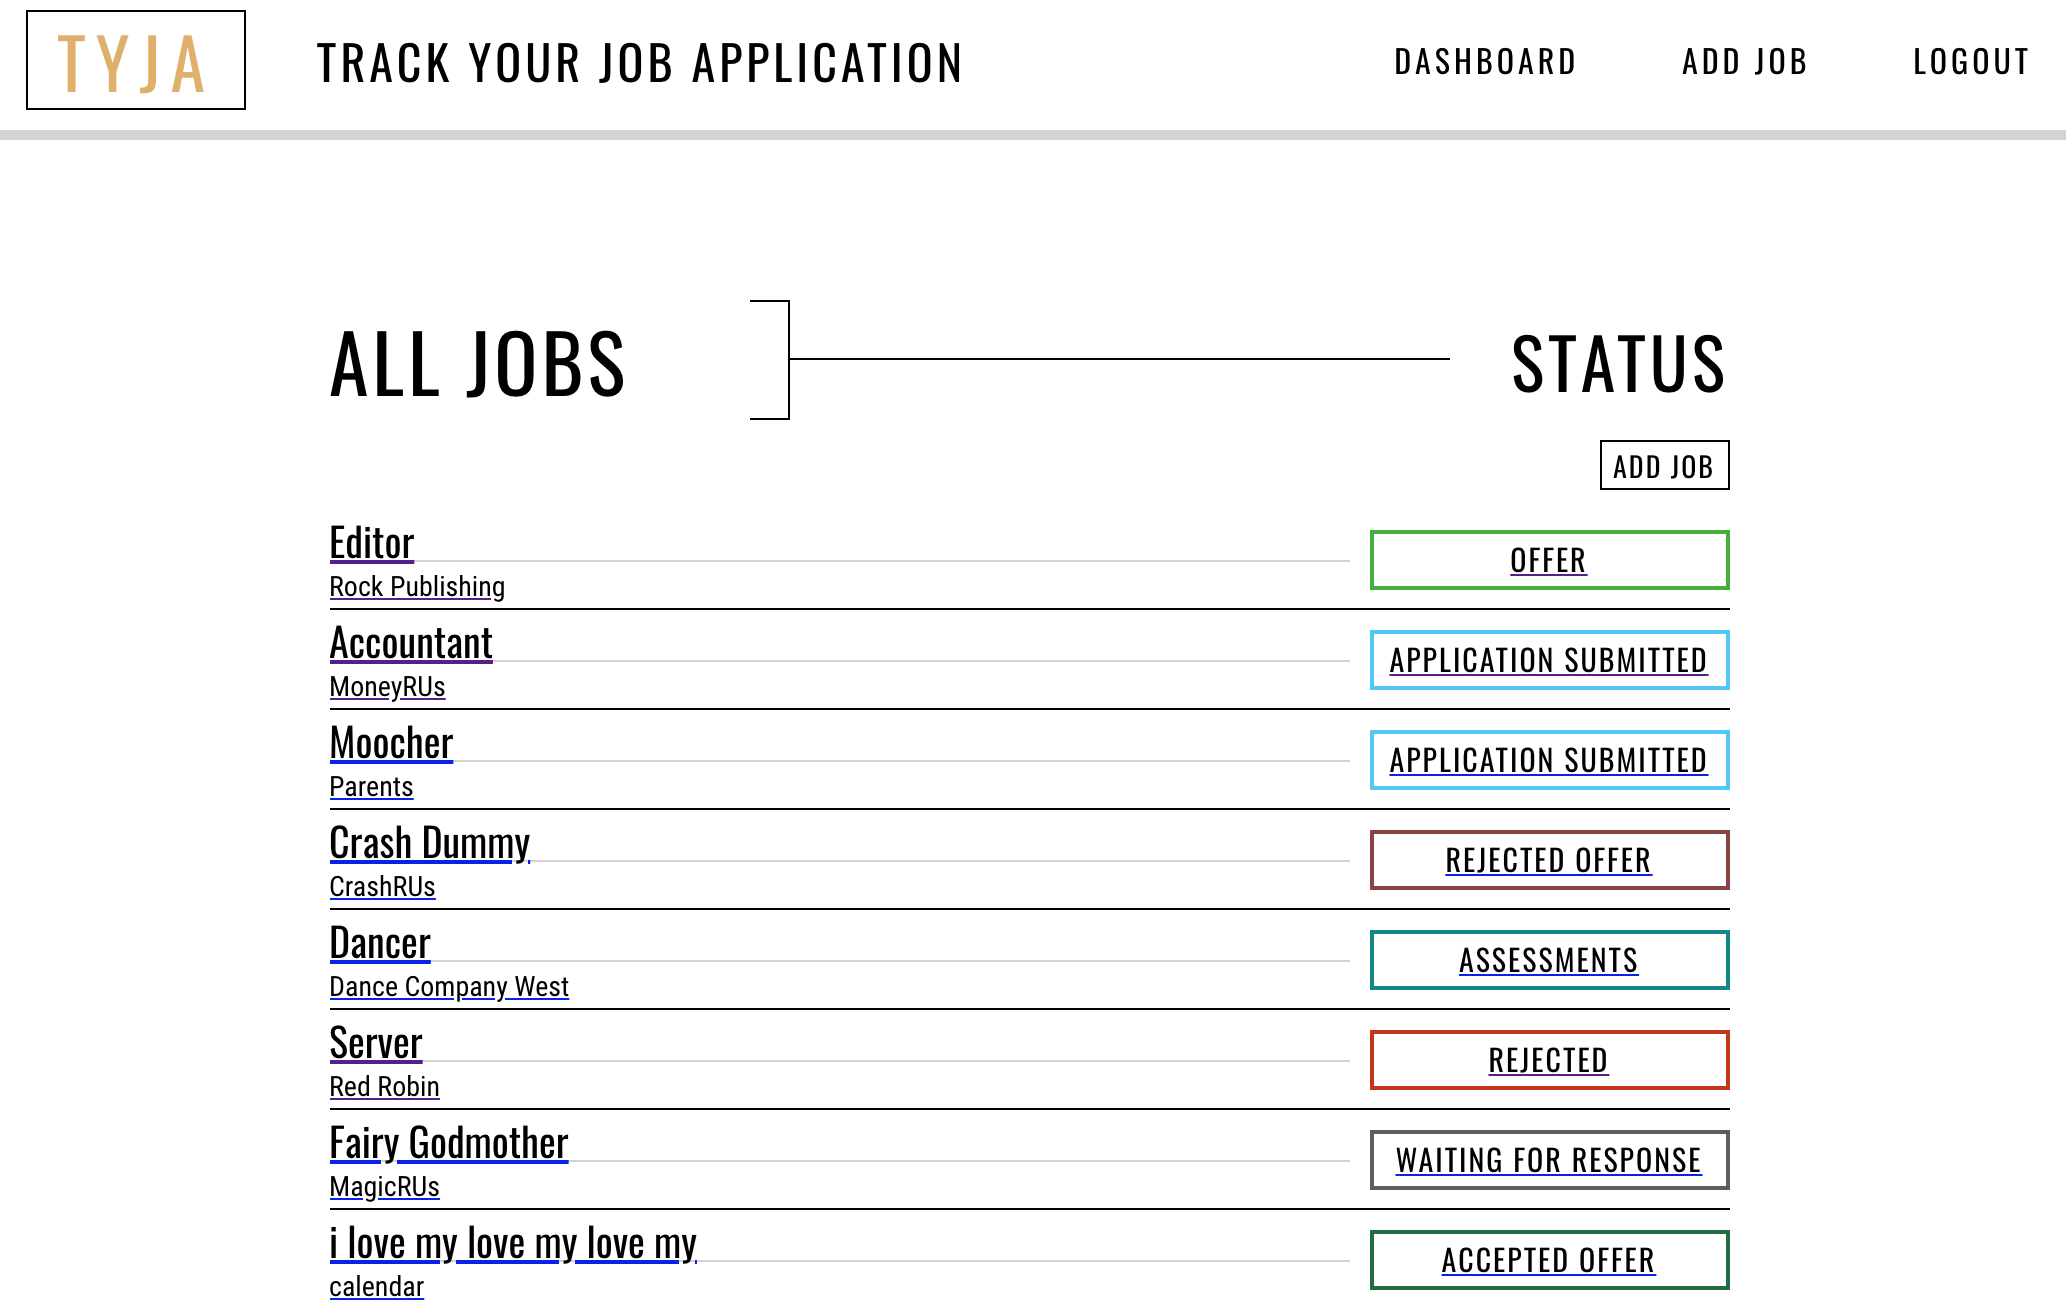 TYJA TRACK YOUR JOB APPLICATION DASHBOARD ADD JOB LOGOUT
ALL JOBS STATUS
ADD JOB
Editor
OFFER
Rock Publishing
Accountant
APPLICATION SUBMITTED
MoneyRUs
Moocher
APPLICATION SUBMITTED
Parents
Crash Dummy
REJECTED OFFER
CrashRUs
Dancer
ASSESSMENTS
Dance Company West
Server
REJECTED
Red Robin
Fairy Godmother
WAITING FOR RESPONSE
MagicRUs
i love my love my love my
ACCEPTED OFFER
calendar